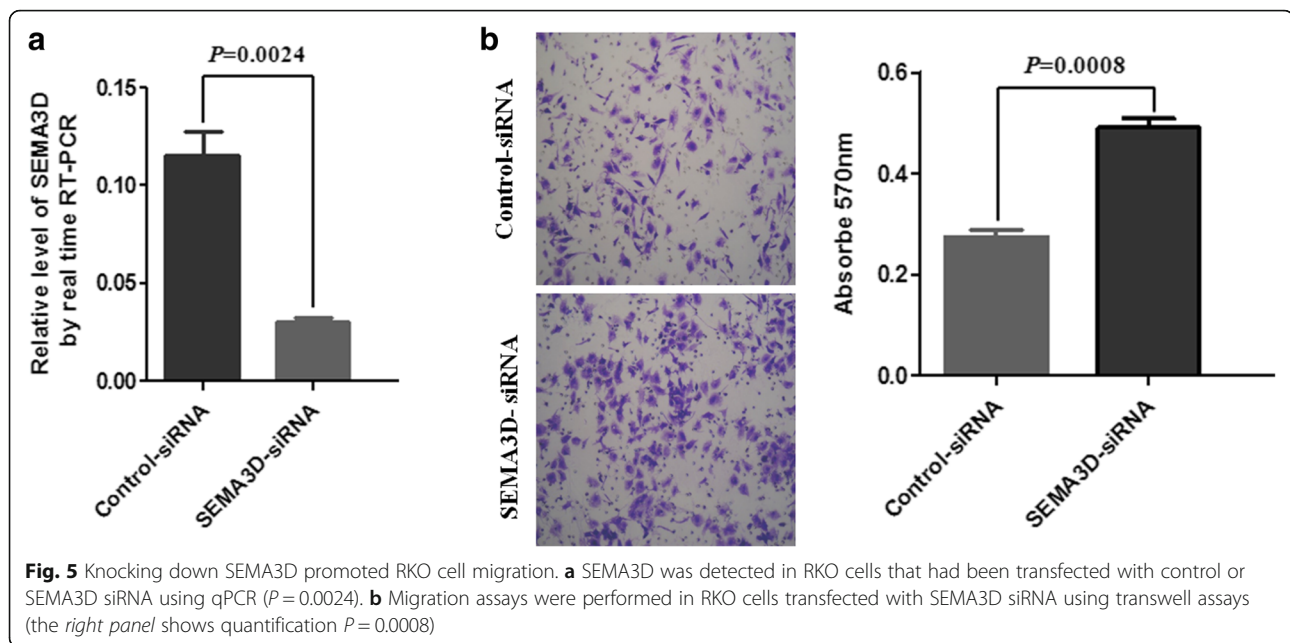 a
P=0.0024
Relative level of SEMA3D
by real time RT-PCR
0.15
0.10
0.05
0.00
Control-siRNA
SEMA3D-siRNA
b
Control-siRNA
SEMA3D- siRNA
P=0.0008
Absorbe 570nm
0.6
0.4
0.2
0.0
Control-siRNA
SEMA3D-siRNA
Fig. 5 Knocking down SEMA3D promoted RKO cell migration. a SEMA3D was detected in RKO cells that had been transfected with control or
SEMA3D siRNA using qPCR (P = 0.0024). b Migration assays were performed in RKO cells transfected with SEMA3D siRNA using transwell assays
(the right panel shows quantification P = 0.0008)